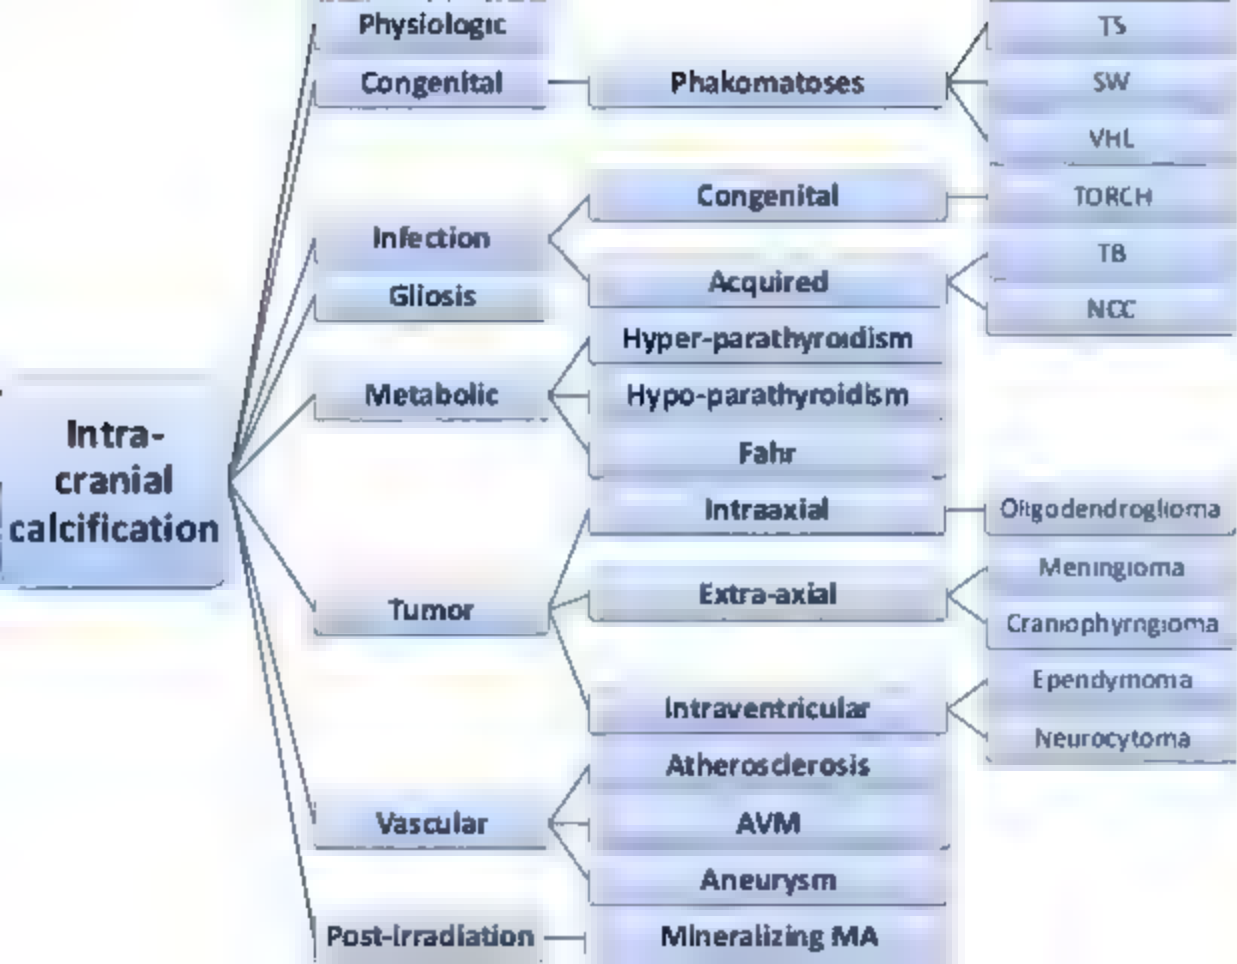 Physiologic
Congenital
Phakomatoses
TS
SW
VHL
Infection
Congenital
TORCH
Acquired
TB
NCC
Gliosis
Metabolic
Hyper-parathyroidism
Hypo-parathyroidism
Fahr
Intra-
cranial
calcification
Tumor
Intraaxial
Oligodendroglioma
Extra-axial
Meningioma
Craniophyrngioma
Intraventricular
Ependymoma
Neurocytoma
Vascular
Atherosclerosis
AVM
Aneurysm
Post-irradiation
Mineralizing MA